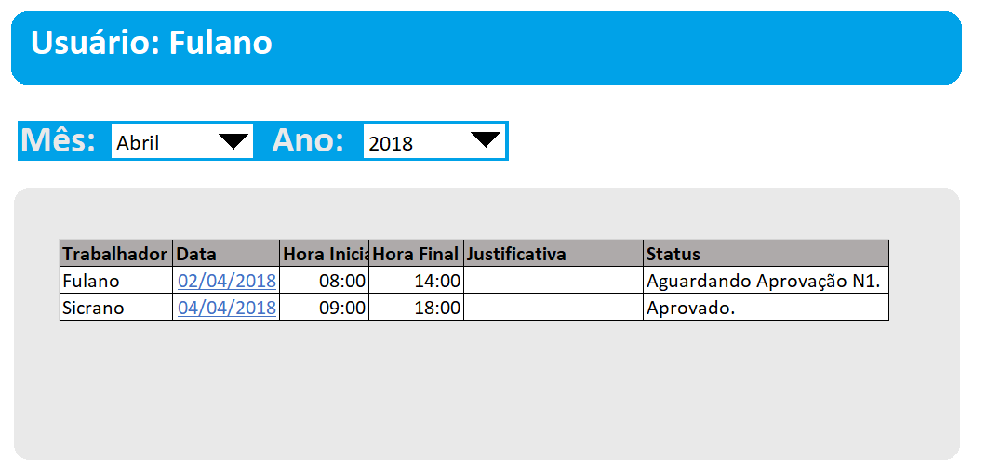 Usuário: Fulano
Mês: Abril Ano: 2018
Trabalhador Data Hora Inicia Hora Final Justificativa Status
Fulano 02/04/2018 08:00 14:00 Aguardando Aprovação N1.
Sicrano 04/04/2018 09:00 18:00 Aprovado.